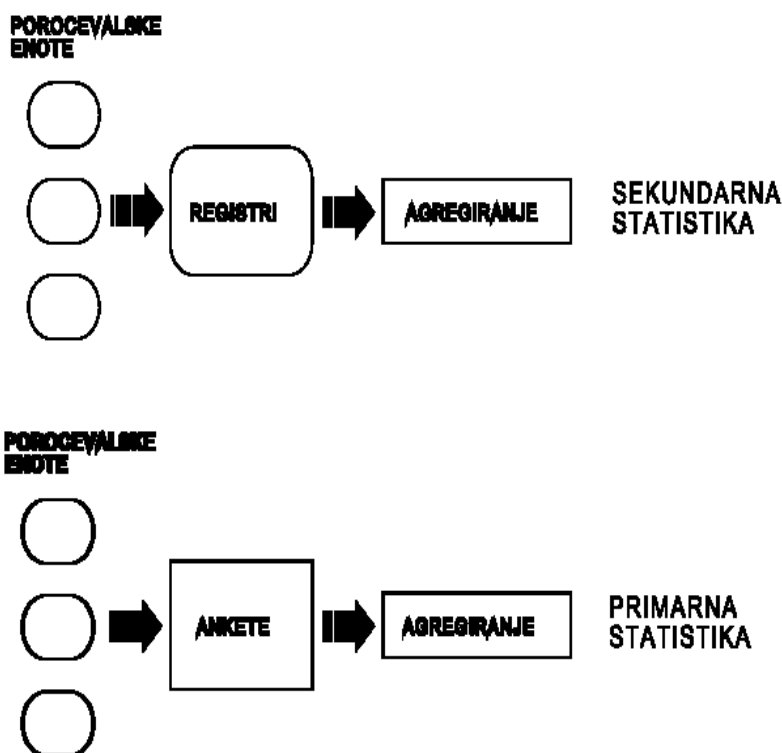 POROCEVALSKE
ENOTE
REGISTRI
AGREGIRANJE
SEKUNDARNA
STATISTIKA
POROCEVALSKE
ENOTE
ANKETE
AGREGIRANJE
PRIMARNA
STATISTIKA